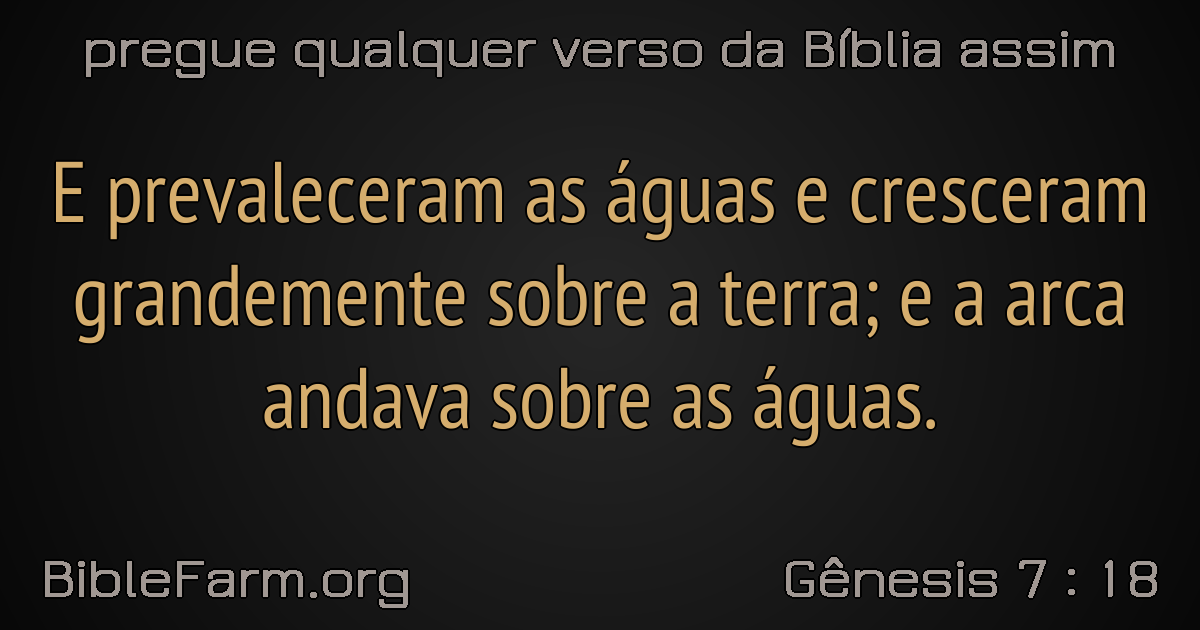 pregue qualquer verso da Bíblia assim
E prevaleceram as águas e cresceram
grandemente sobre a terra; e a arca
andava sobre as águas.
BibleFarm.org
Gênesis 7 : 18